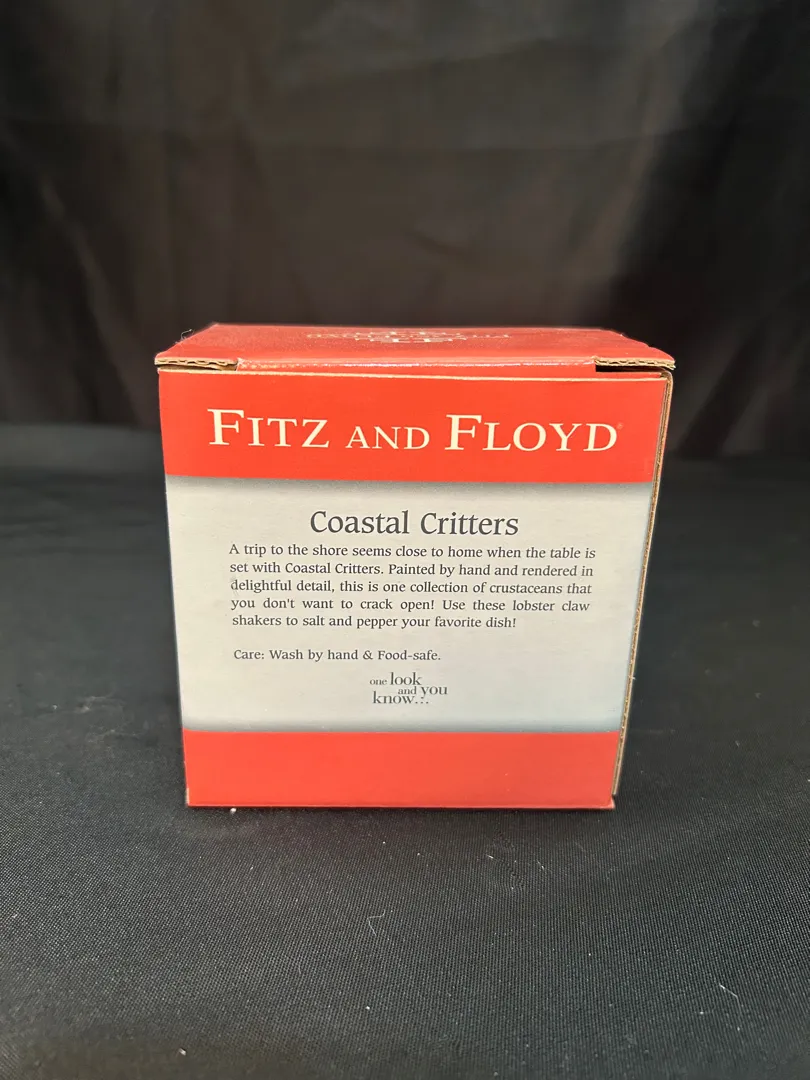 FITZ AND FLOYD
Coastal Critters
A trip to the shore seems close to home when the table is
set with Coastal Critters. Painted by hand and rendered in
delightful detail, this is one collection of crustaceans that
you don't want to crack open! Use these lobster claw
shakers to salt and pepper your favorite dish!
Care: Wash by hand & Food-safe.
one look
and you
know...